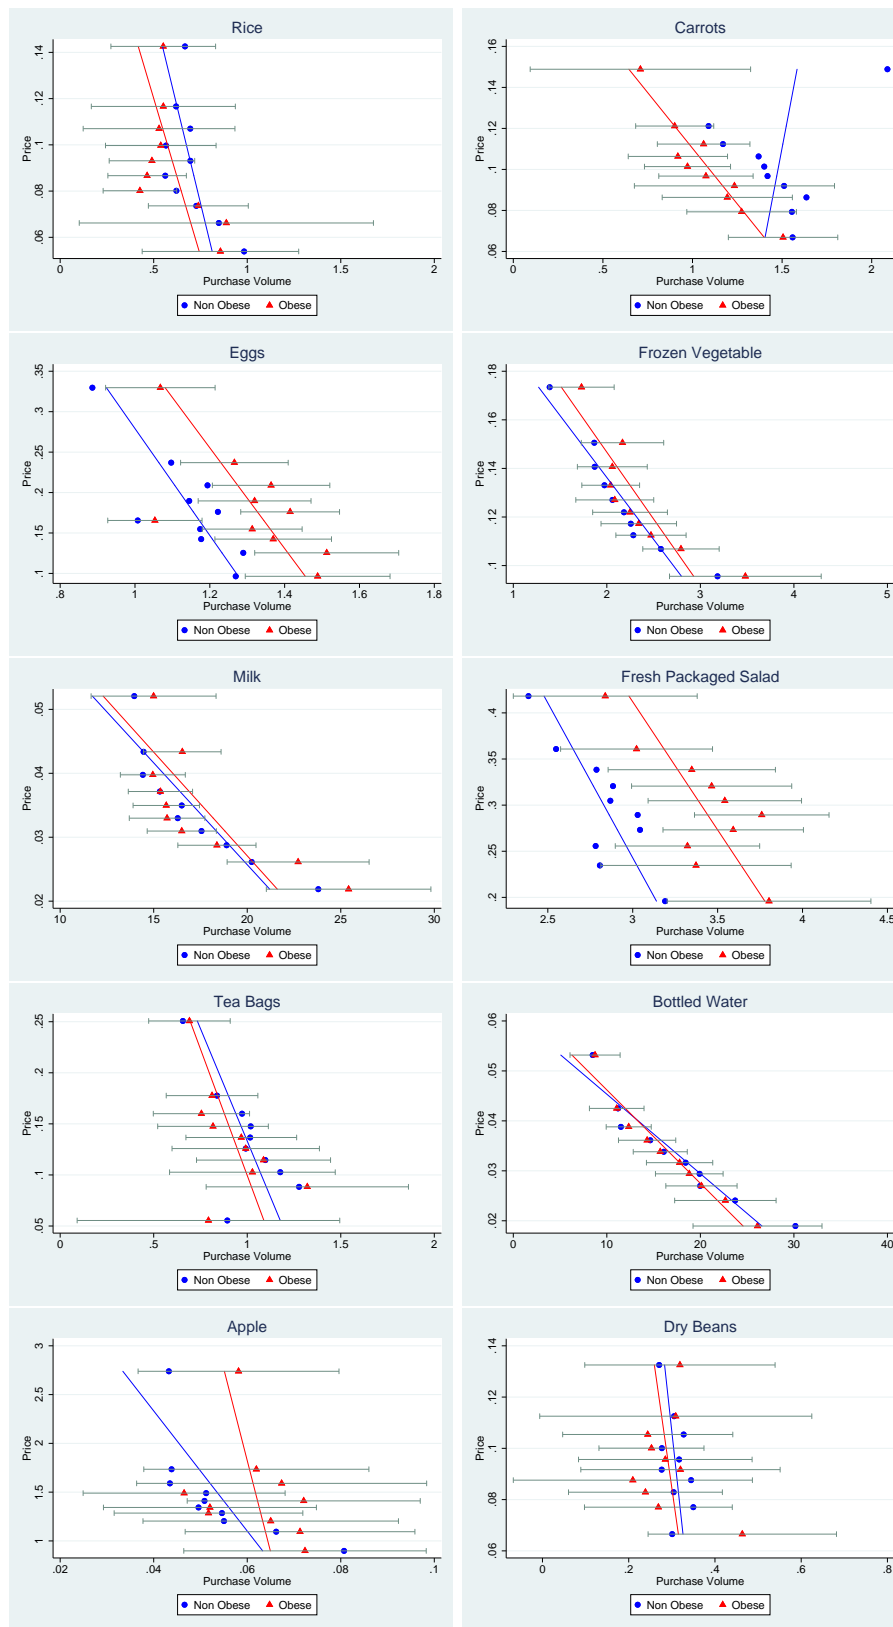 Rice
Price
.14
.12
.1
.08
.06
0 .5 1 1.5 2
Purchase Volume
Non Obese Obese
Carrots
Price
.16
.14
.12
.1
.08
.06
0 .5 1 1.5 2
Purchase Volume
Non Obese Obese
Eggs
Price
.35
.3
.25
.2
.15
.1
.8 1 1.2 1.4 1.6 1.8
Purchase Volume
Non Obese Obese
Frozen Vegetable
Price
.18
.16
.14
.12
.1
1 2 3 4 5
Purchase Volume
Non Obese Obese
Milk
Price
.05
.04
.03
.02
10 15 20 25 30
Purchase Volume
Non Obese Obese
Fresh Packaged Salad
Price
.4
.35
.3
.25
.2
2.5 3 3.5 4 4.5
Purchase Volume
Non Obese Obese
Tea Bags
Price
.25
.2
.15
.1
.05
0 .5 1 1.5 2
Purchase Volume
Non Obese Obese
Bottled Water
Price
.06
.05
.04
.03
.02
0 10 20 30 40
Purchase Volume
Non Obese Obese
Apple
Price
3
2.5
2
1.5
1
.02 .04 .06 .08 .1
Purchase Volume
Non Obese Obese
Dry Beans
Price
.14
.12
.1
.08
.06
0 .2 .4 .6 .8
Purchase Volume
Non Obese Obese